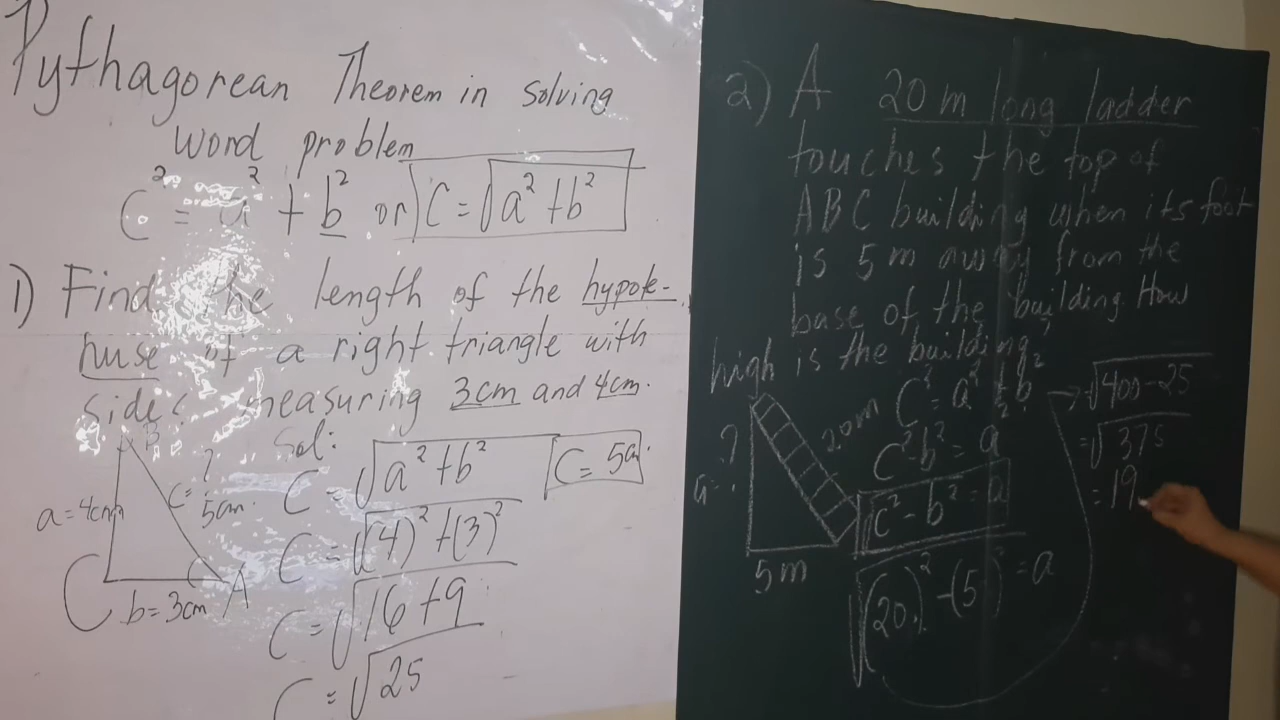 Pythagorean Theorem in solving
word problem
C² = a² + b² or C = √a² + b²
1) Find the length of the hypote-
nuse of a right triangle with
sides measuring 3cm and 4cm.
Sol:
B
a = 4cm
c = ?
5cm
C
b = 3cm
A
C = √a² + b²
C = √(4)² + (3)²
C = √16 + 9
C = √25
C = 5cm
2) A 20 m long ladder
touches the top of
ABC building when its foot
is 5 m away from the
base of the building. How
high is the building?
?
a = ?
20m
5 m
C² = a² + b²
C² - b² = a²
√C² - b² = a
√(20)² - (5)² = a
→ √400 - 25
= √375
= 19